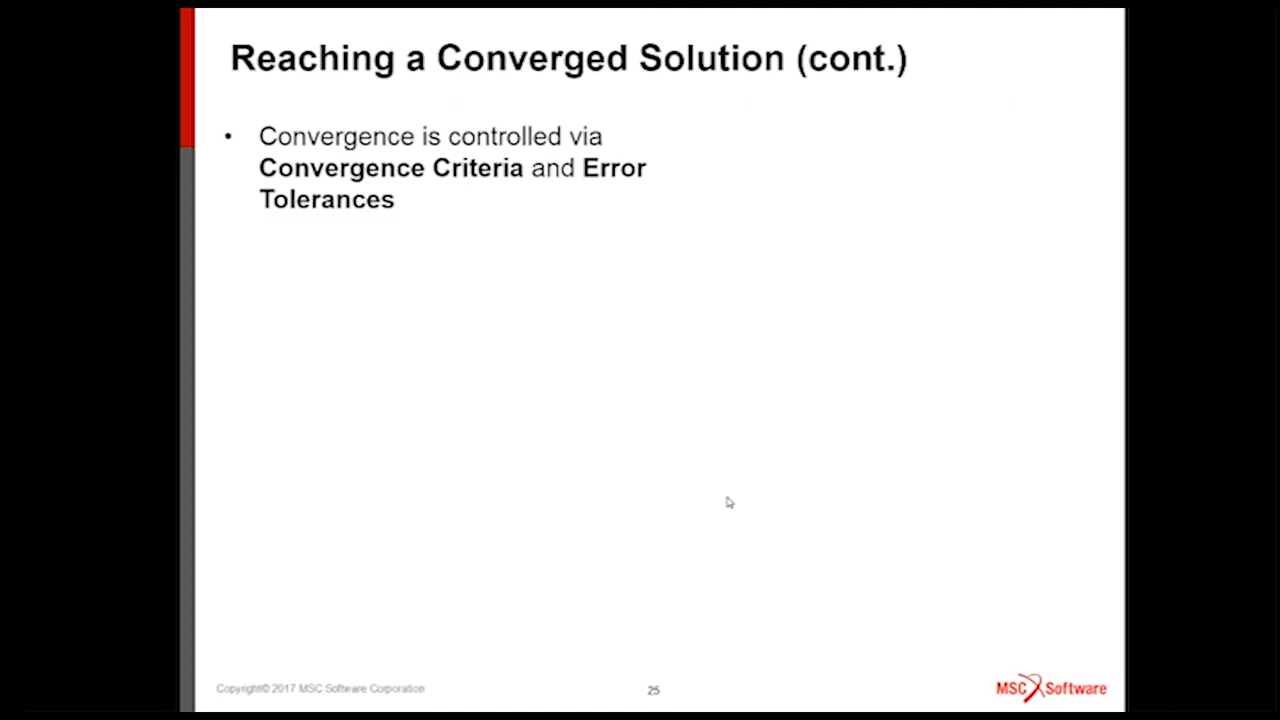 Reaching a Converged Solution (cont.)
• Convergence is controlled via
Convergence Criteria and Error
Tolerances
Copyright© 2017 MSC Software Corporation
25
MSC Software